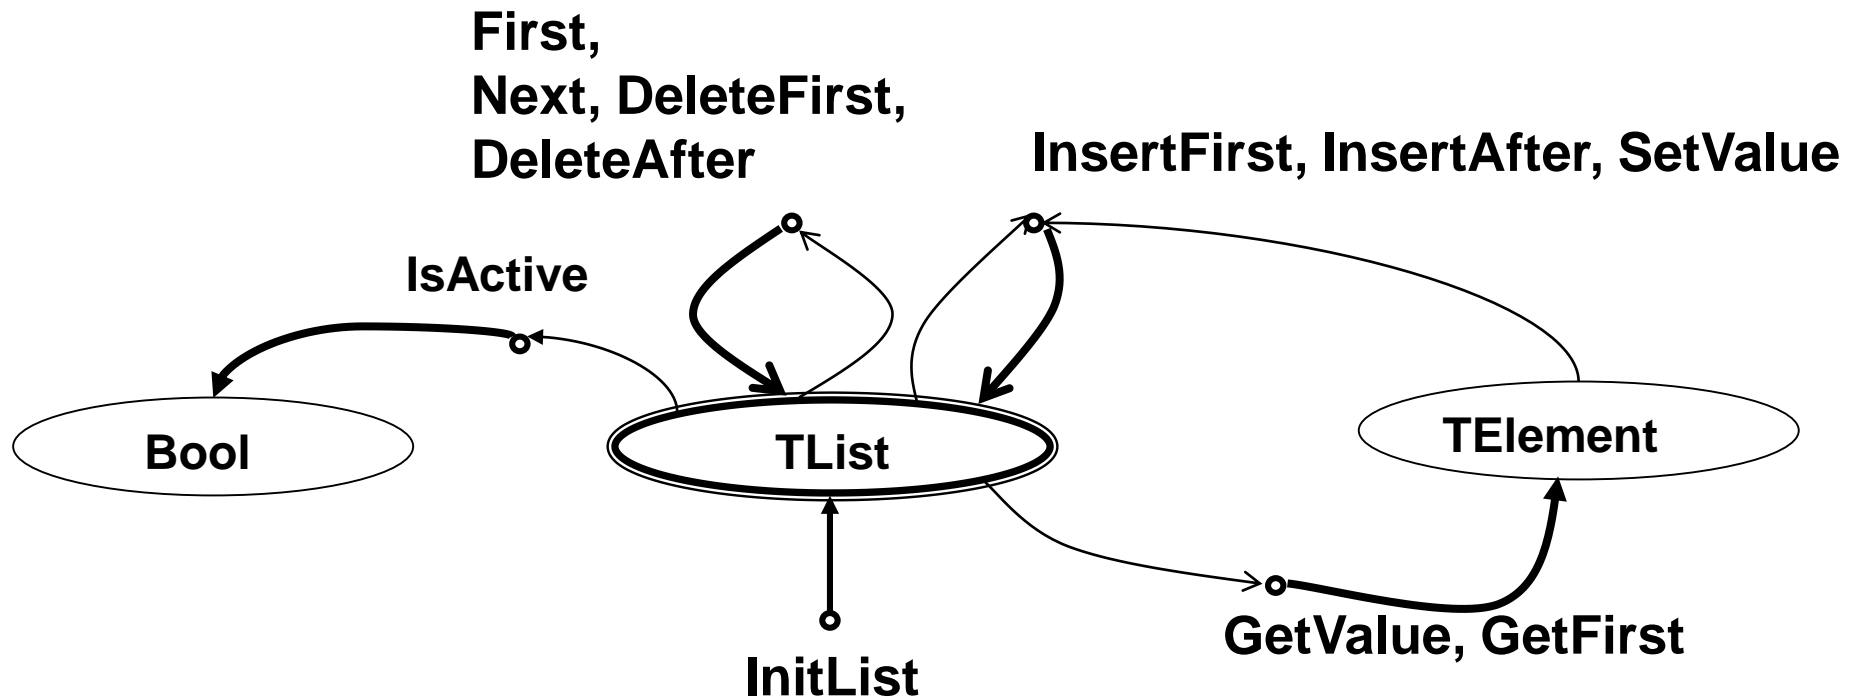 First,
Next, DeleteFirst,
DeleteAfter
InsertFirst, InsertAfter, SetValue
IsActive
Bool
TList
TElement
GetValue, GetFirst
InitList